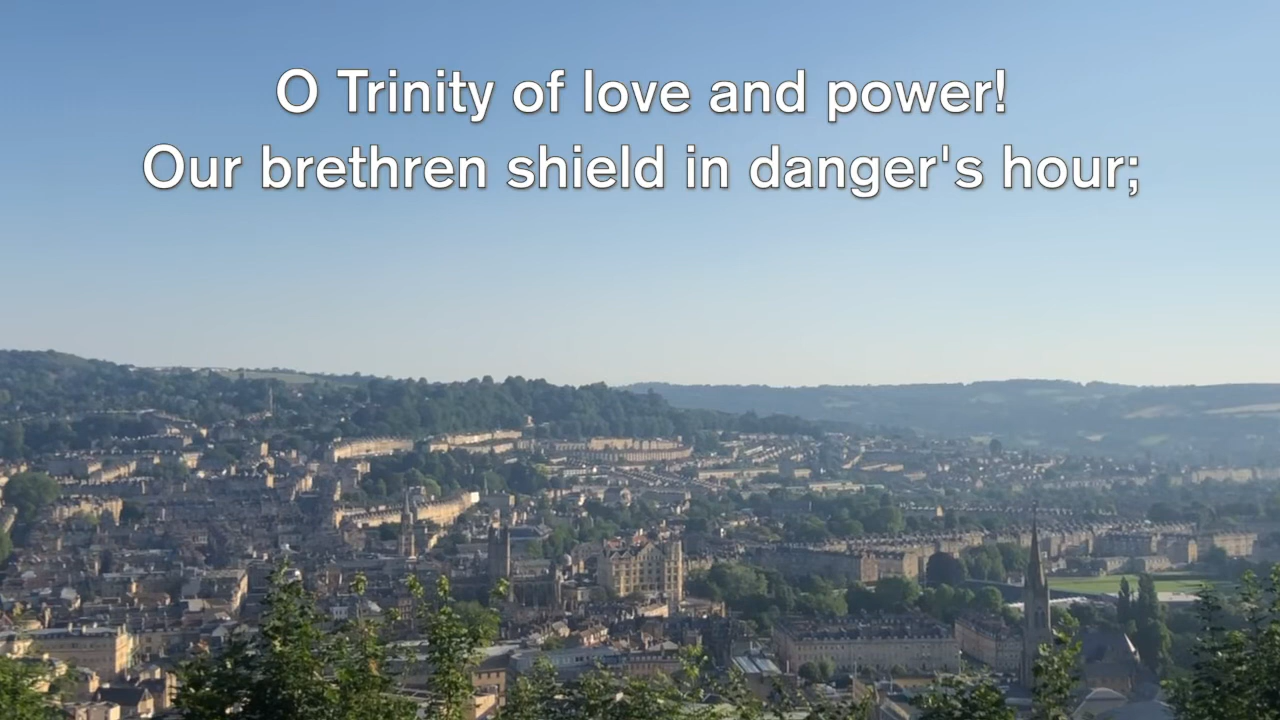 O Trinity of love and power!
Our brethren shield in danger's hour;